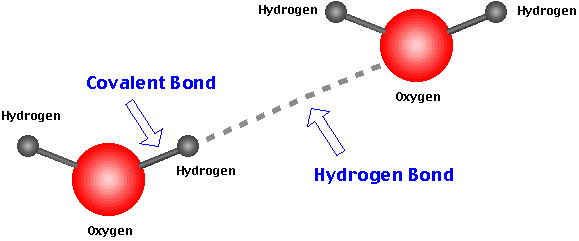 Hydrogen
Hydrogen
Covalent Bond
Oxygen
Hydrogen
Hydrogen
Hydrogen Bond
Oxygen